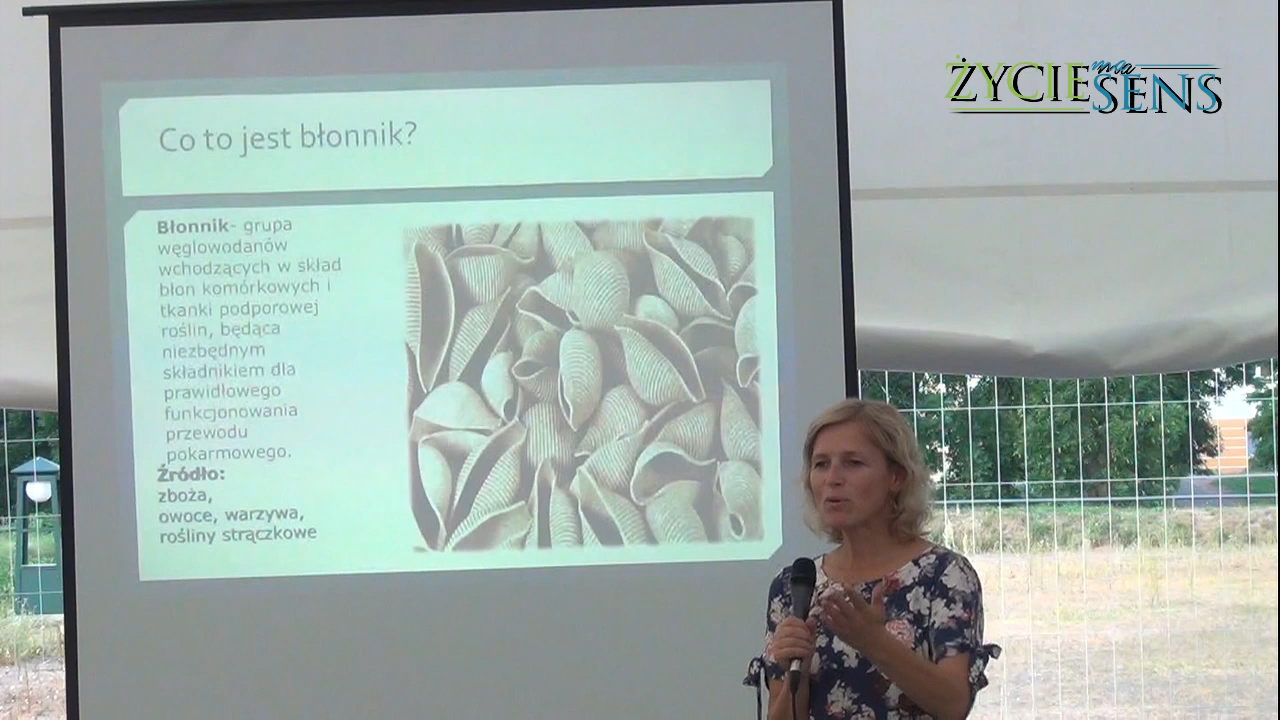 Co to jest błonnik?
Błonnik- grupa
węglowodanów
wchodzących w skład
błon komórkowych i
tkanki podporowej
roślin, będąca
niezbędnym
składnikiem dla
prawidłowego
funkcjonowania
przewodu
pokarmowego.
Źródło:
zboża,
owoce, warzywa,
rośliny strączkowe
ŻYCIE ma SENS